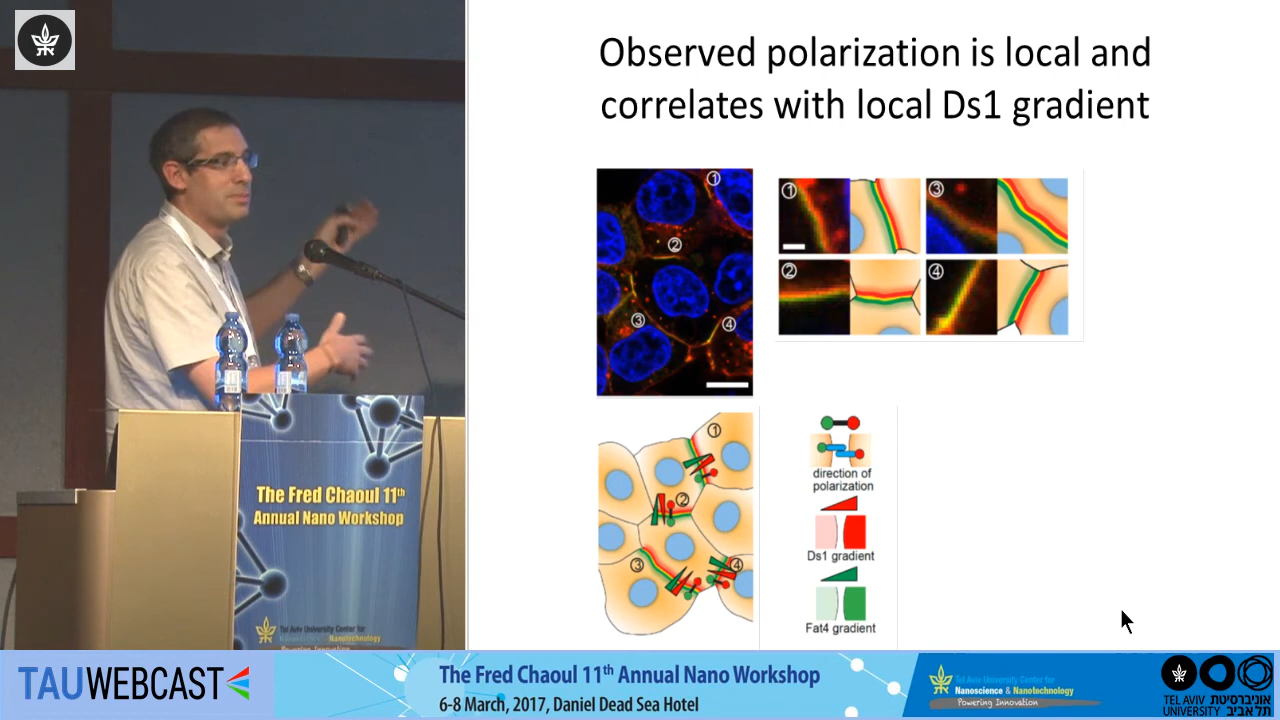 Observed polarization is local and
correlates with local Ds1 gradient
1
2
3
4
1
3
2
4
1
2
3
4
direction of
polarization
Ds1 gradient
Fat4 gradient
The Fred Chaoul 11th
Annual Nano Workshop
Tel Aviv University Center for
Nanotechnology
Powering Innovation
TAUWEBCAST
The Fred Chaoul 11th Annual Nano Workshop
6-8 March, 2017, Daniel Dead Sea Hotel
Tel Aviv University Center for
Nanoscience & Nanotechnology
Powering Innovation
TEL AVIV אוניברסיטת
UNIVERSITY תל אביב